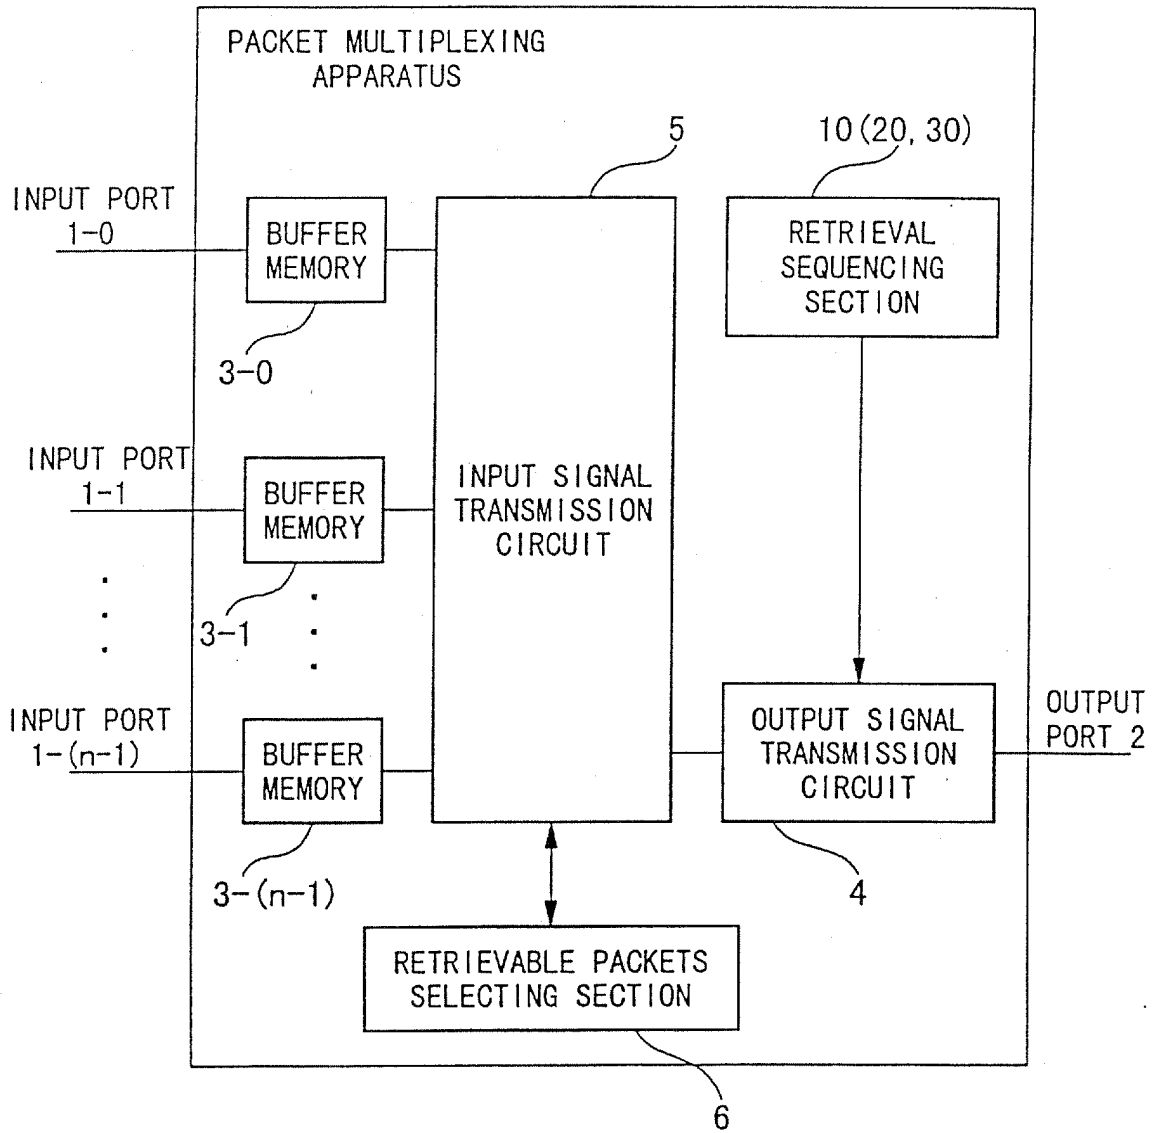 PACKET MULTIPLEXING
APPARATUS
5
10(20, 30)
INPUT PORT
1-0
BUFFER
MEMORY
3-0
RETRIEVAL
SEQUENCING
SECTION
INPUT PORT
1-1
BUFFER
MEMORY
3-1
INPUT SIGNAL
TRANSMISSION
CIRCUIT
INPUT PORT
1-(n-1)
BUFFER
MEMORY
3-(n-1)
OUTPUT SIGNAL
TRANSMISSION
CIRCUIT
4
OUTPUT
PORT 2
RETRIEVABLE PACKETS
SELECTING SECTION
6